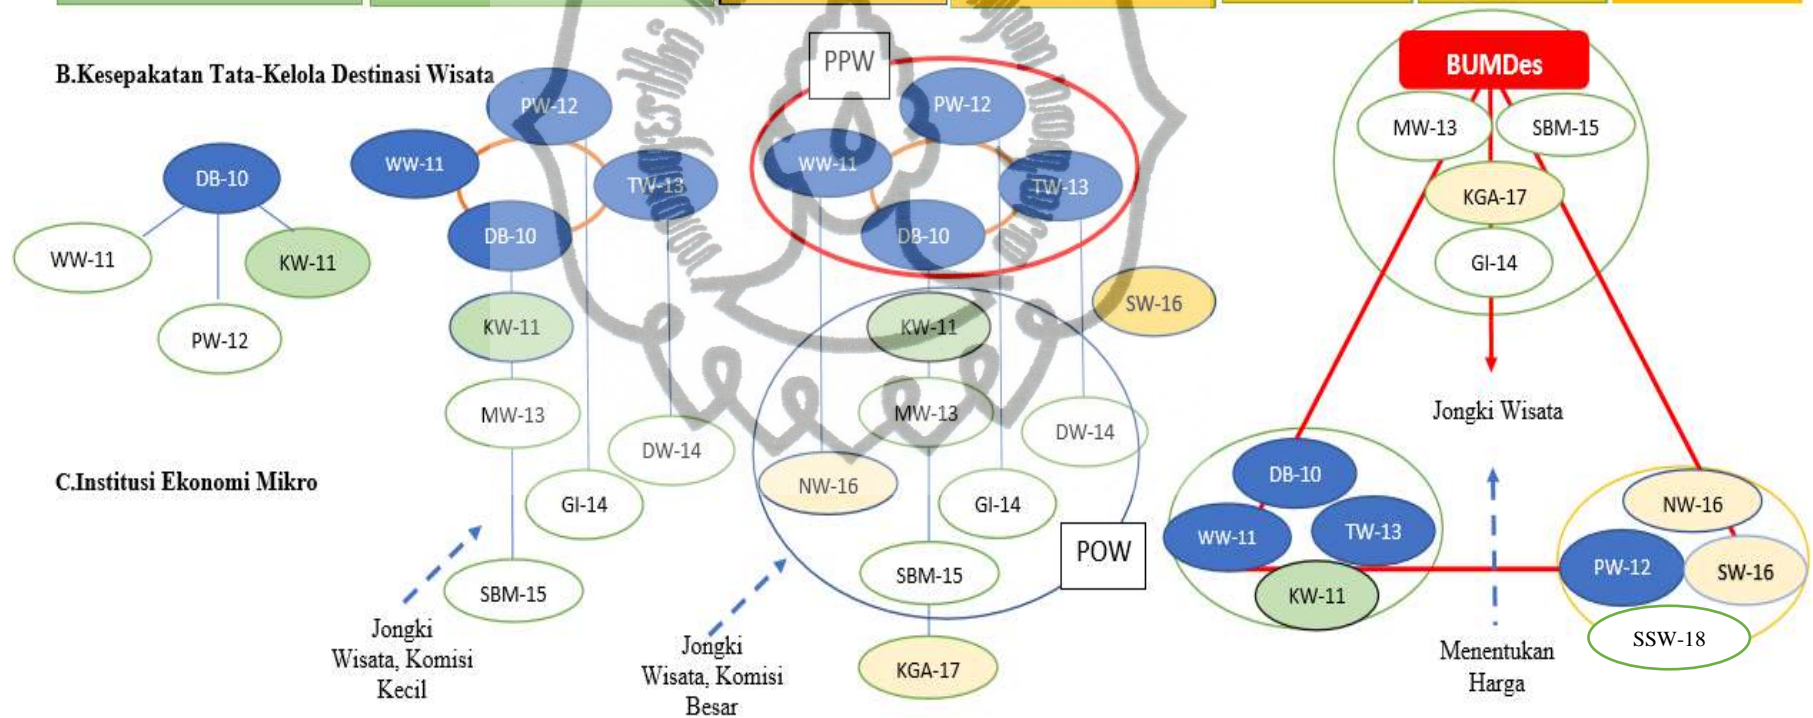 B.Kesepakatan Tata-Kelola Destinasi Wisata
DB-10
WW-11
KW-11
PW-12
PW-12
WW-11
TW-13
DB-10
KW-11
MW-13
DW-14
GI-14
SBM-15
Jongki
Wisata, Komisi
Kecil
C.Institusi Ekonomi Mikro
PPW
PW-12
WW-11
TW-13
DB-10
SW-16
KW-11
MW-13
DW-14
NW-16
GI-14
POW
SBM-15
KGA-17
Jongki
Wisata, Komisi
Besar
BUMDes
MW-13
SBM-15
KGA-17
GI-14
Jongki Wisata
DB-10
WW-11
TW-13
KW-11
NW-16
PW-12
SW-16
SSW-18
Menentukan
Harga